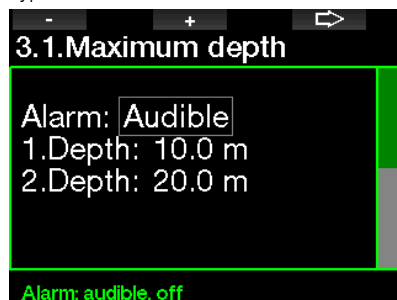 - +
3.1.Maximum depth
Alarm: Audible
1.Depth: 10.0 m
2.Depth: 20.0 m
Alarm: audible, off